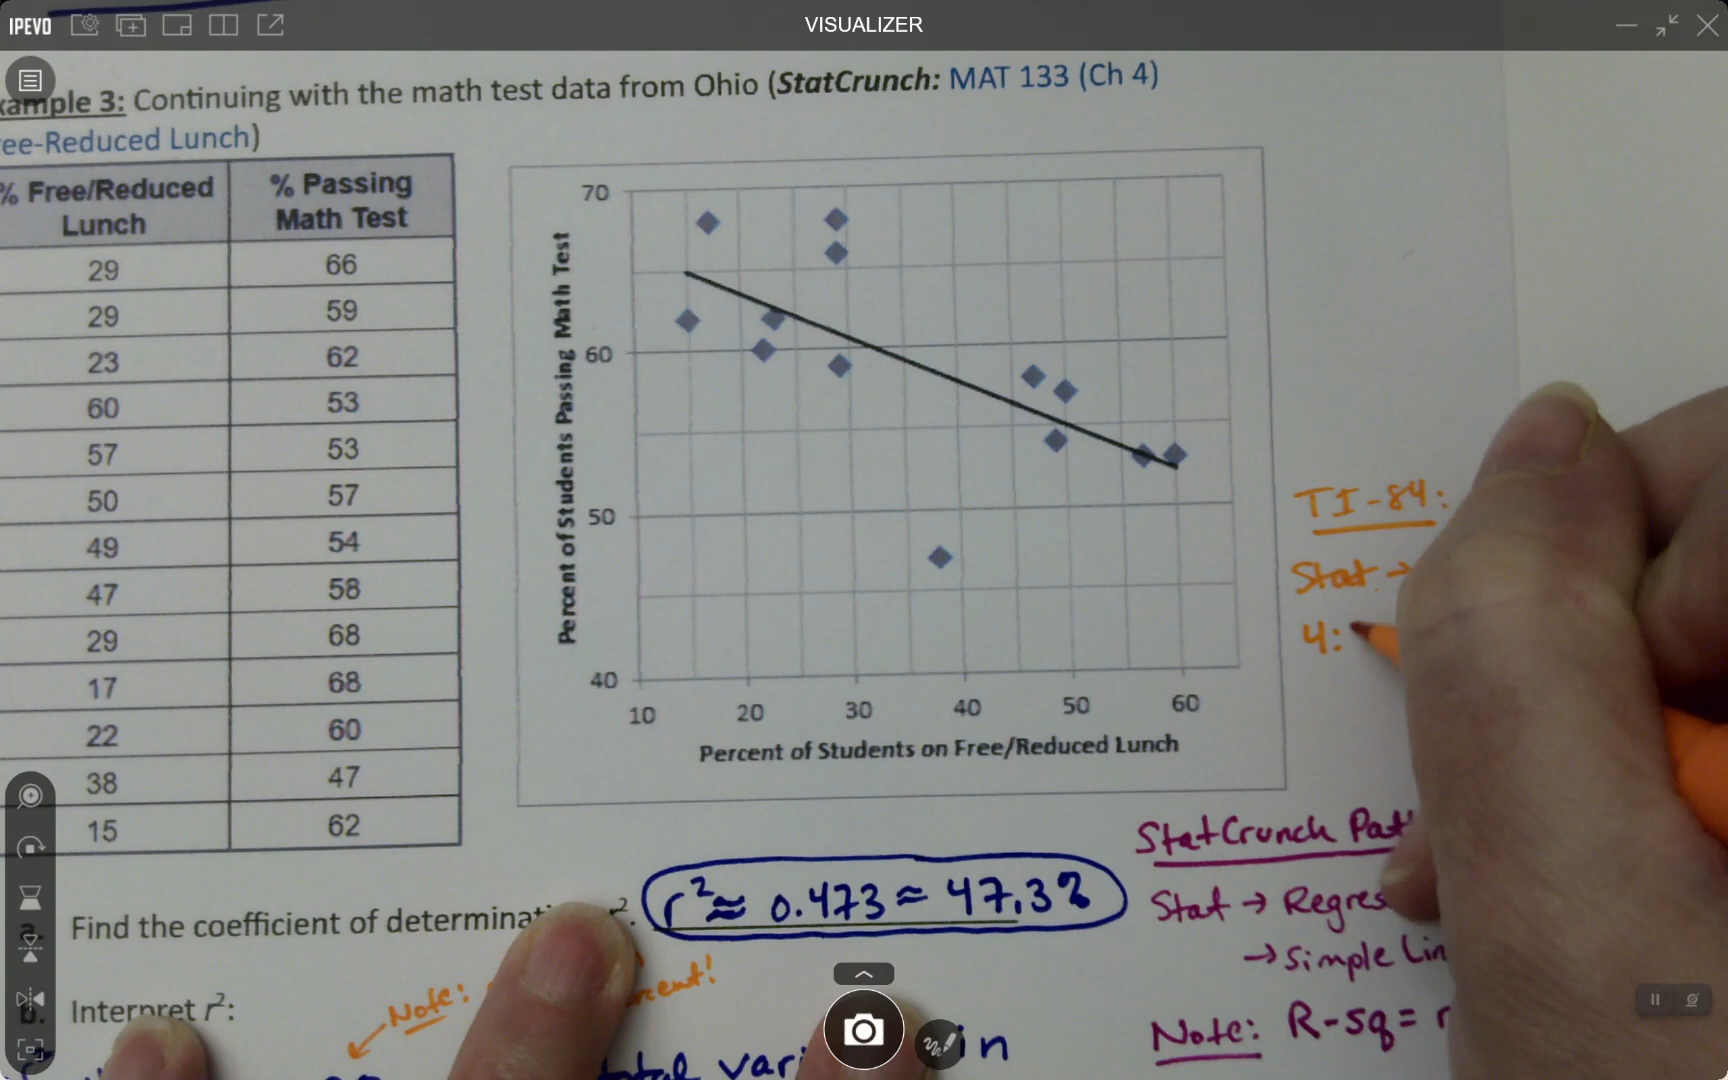 IPEVO
VISUALIZER
xample 3: Continuing with the math test data from Ohio (StatCrunch: MAT 133 (Ch 4)
ee-Reduced Lunch)
% Free/Reduced Lunch % Passing Math Test
29 66
29 59
23 62
60 53
57 53
50 57
49 54
47 58
29 68
17 68
22 60
38 47
15 62
Percent of Students Passing Math Test
70
60
50
40
10 20 30 40 50 60
Percent of Students on Free/Reduced Lunch
TI-84:
Stat →
4:
a. Find the coefficient of determinati r². r² ≈ 0.473 ≈ 47.3%
StatCrunch Pat
Stat → Regres
→ Simple Lin
Note: R-sq = r
Note: rcent!
b. Interpret r²:
total vari in